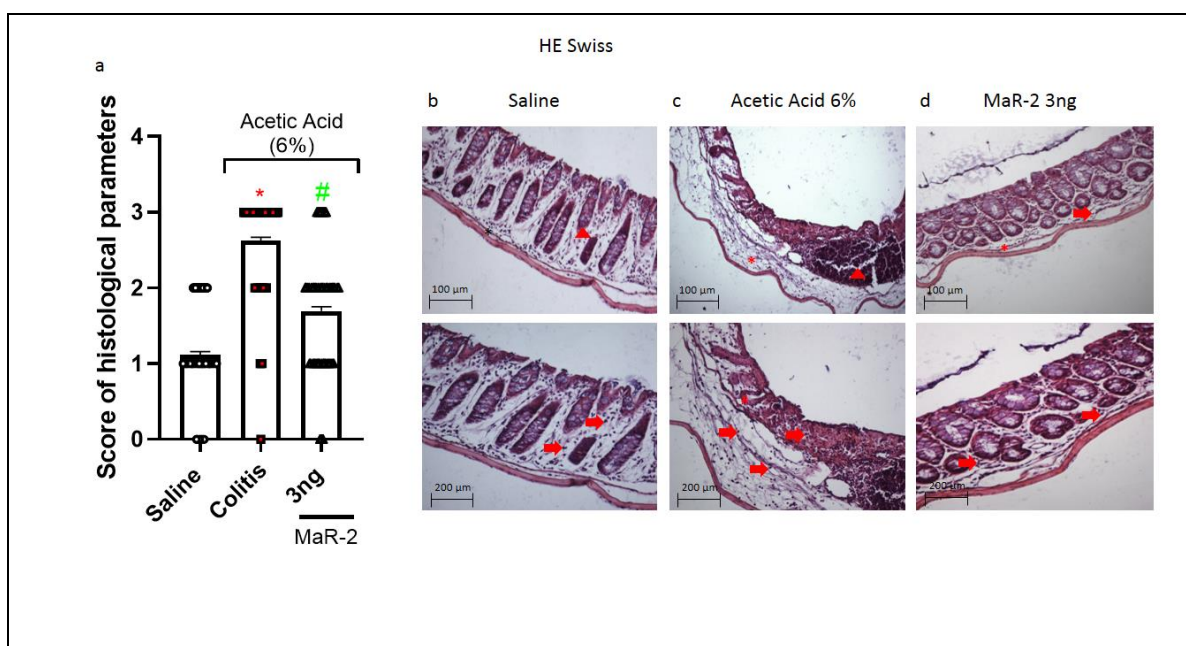 HE Swiss
a
Score of histological parameters
4
3
2
1
0
Acetic Acid
(6%)
*
#
Saline
Colitis
3ng
MaR-2
b Saline
c Acetic Acid 6%
d MaR-2 3ng
*
*
*
100 µm
100 µm
100 µm
*
200 µm
200 µm
200 µm